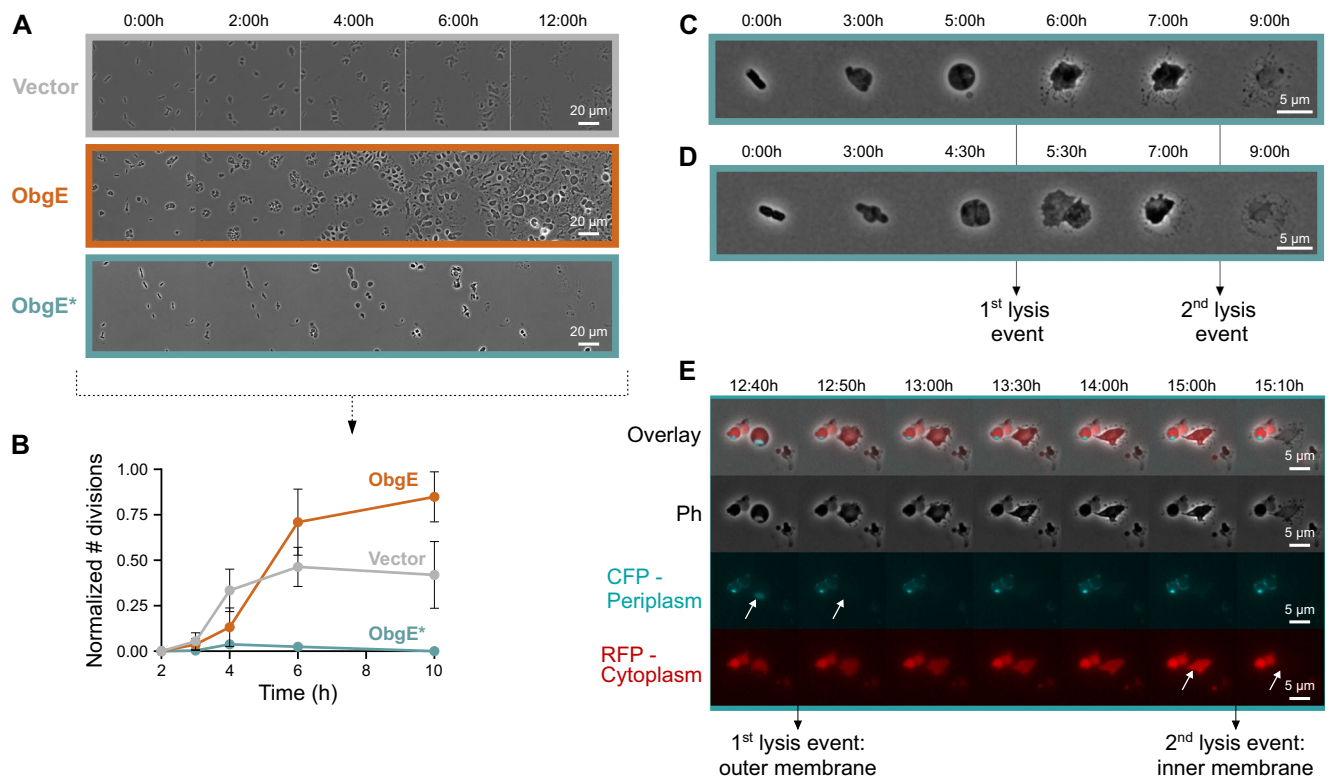 A
0:00h 2:00h 4:00h 6:00h 12:00h
Vector
20 µm
ObgE
20 µm
ObgE*
20 µm
B
Normalized # divisions
1.00
0.75
0.50
0.25
0.00
2 4 6 8 10
Time (h)
ObgE
Vector
ObgE*
C
0:00h 3:00h 5:00h 6:00h 7:00h 9:00h
5 µm
D
0:00h 3:00h 4:30h 5:30h 7:00h 9:00h
5 µm
1st lysis
event
2nd lysis
event
E
12:40h 12:50h 13:00h 13:30h 14:00h 15:00h 15:10h
Overlay
5 µm
Ph
5 µm
CFP -
Periplasm
5 µm
RFP -
Cytoplasm
5 µm
1st lysis event:
outer membrane
2nd lysis event:
inner membrane